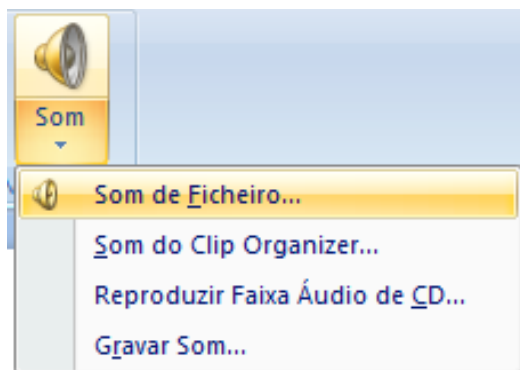 Som
Som de Ficheiro...
Som do Clip Organizer...
Reproduzir Faixa Áudio de CD...
Gravar Som...